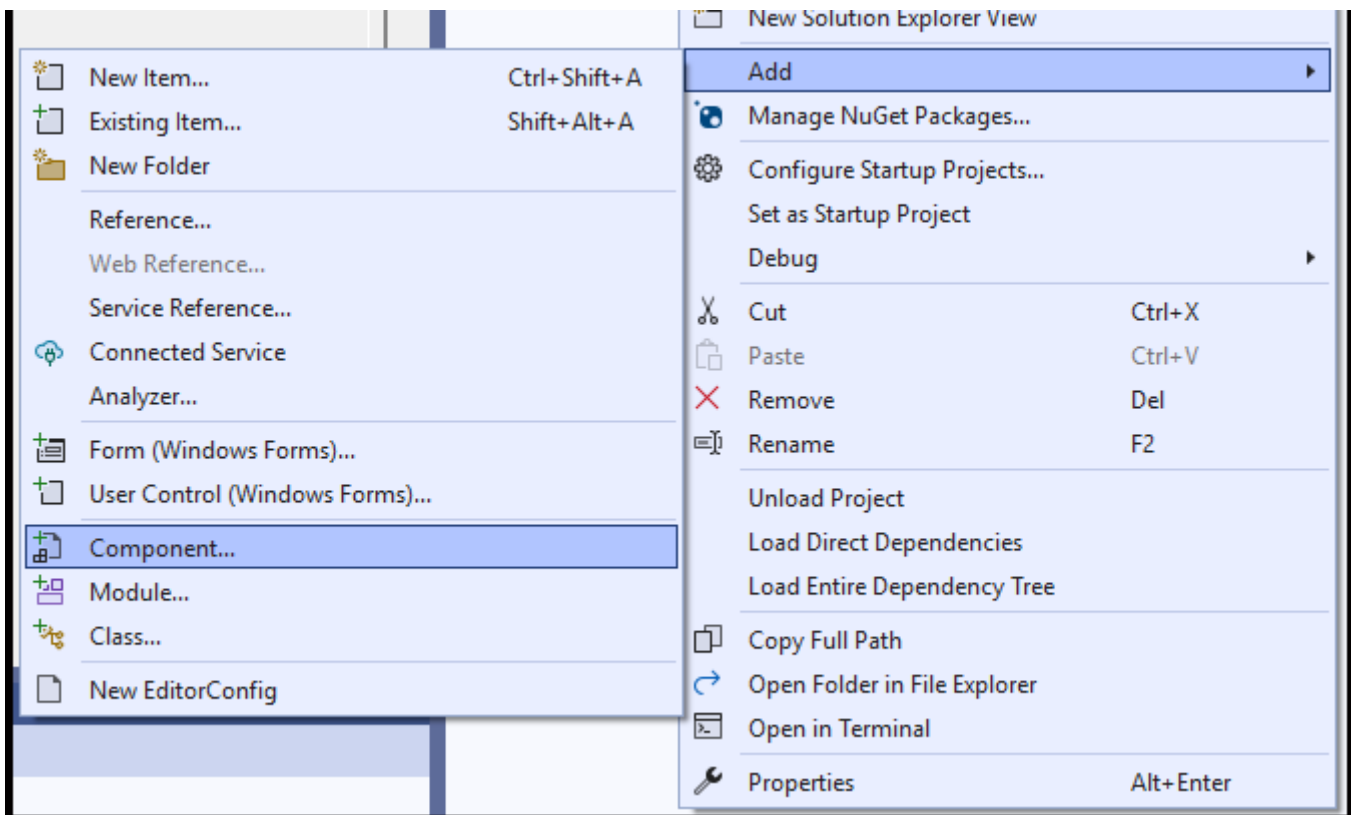 New Solution Explorer View
New Item... Ctrl+Shift+A
Existing Item... Shift+Alt+A
New Folder
Reference...
Web Reference...
Service Reference...
Connected Service
Analyzer...
Form (Windows Forms)...
User Control (Windows Forms)...
Component...
Module...
Class...
New EditorConfig
Add
Manage NuGet Packages...
Configure Startup Projects...
Set as Startup Project
Debug
Cut Ctrl+X
Paste Ctrl+V
Remove Del
Rename F2
Unload Project
Load Direct Dependencies
Load Entire Dependency Tree
Copy Full Path
Open Folder in File Explorer
Open in Terminal
Properties Alt+Enter